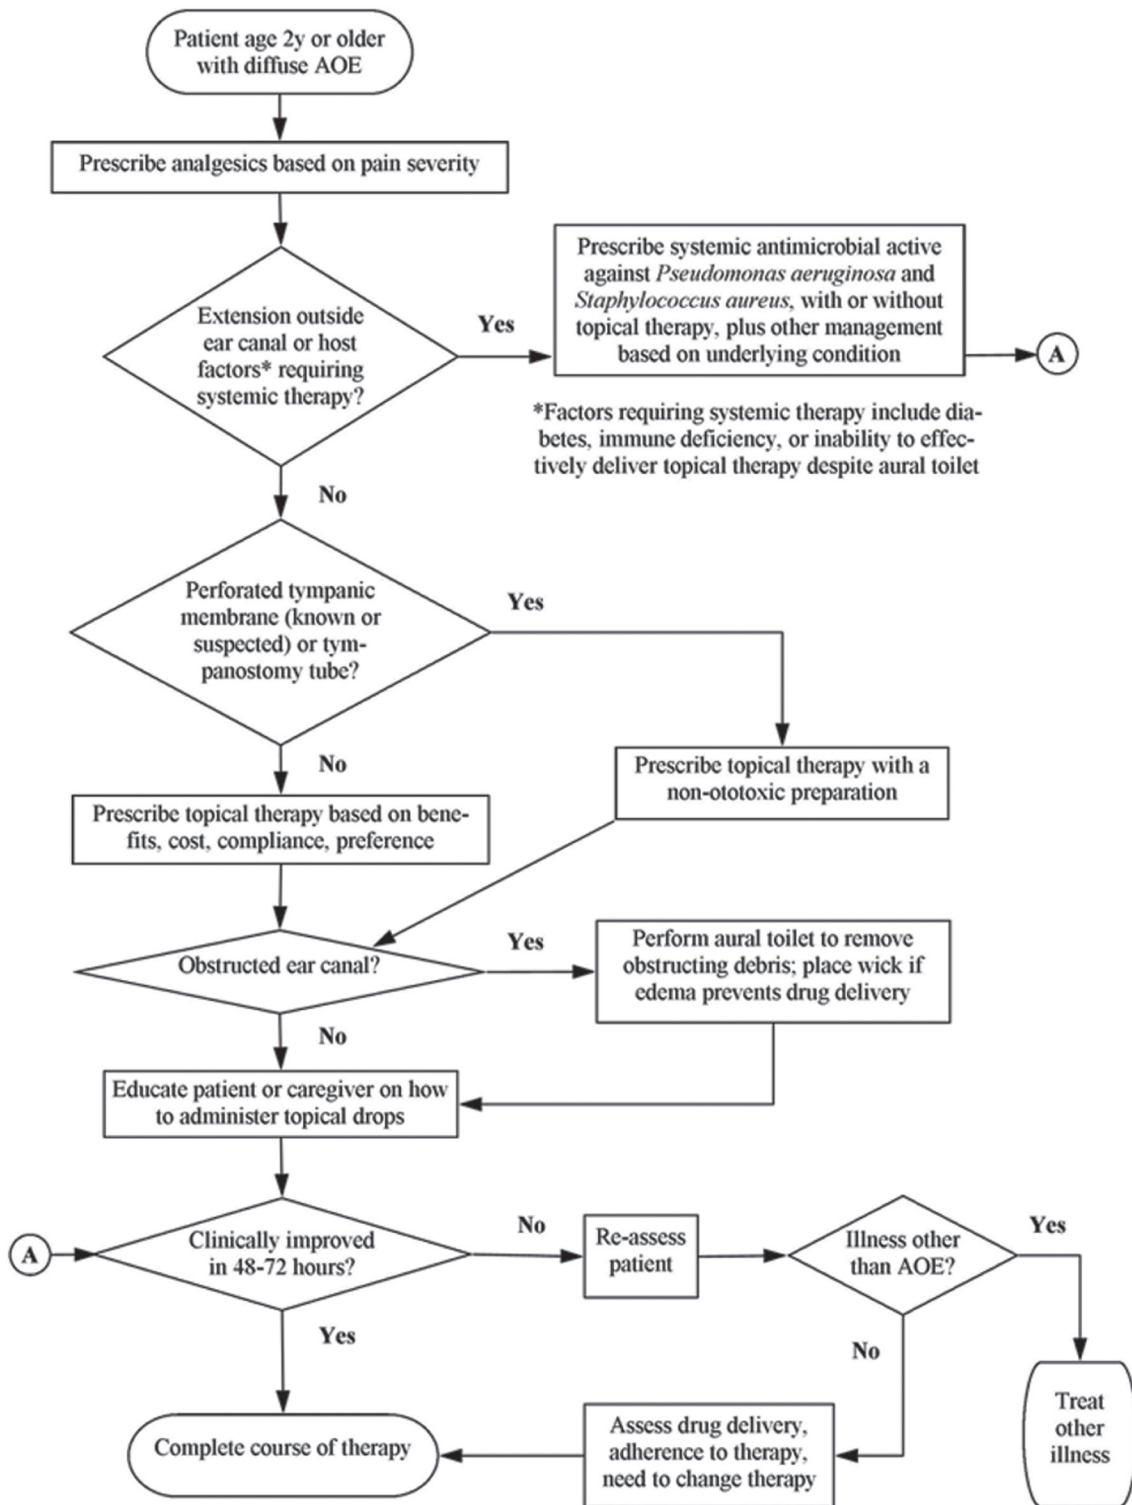 Patient age 2y or older
with diffuse AOE
Prescribe analgesics based on pain severity
Extension outside
ear canal or host
factors* requiring
systemic therapy?
Yes
Prescribe systemic antimicrobial active
against Pseudomonas aeruginosa and
Staphylococcus aureus, with or without
topical therapy, plus other management
based on underlying condition
A
*Factors requiring systemic therapy include dia-
betes, immune deficiency, or inability to effec-
tively deliver topical therapy despite aural toilet
No
Perforated tympanic
membrane (known or
suspected) or tym-
panostomy tube?
Yes
No
Prescribe topical therapy with a
non-ototoxic preparation
Prescribe topical therapy based on bene-
fits, cost, compliance, preference
Obstructed ear canal?
Yes
Perform aural toilet to remove
obstructing debris; place wick if
edema prevents drug delivery
No
Educate patient or caregiver on how
to administer topical drops
A
Clinically improved
in 48-72 hours?
No
Re-assess
patient
Illness other
than AOE?
Yes
Yes
No
Treat
other
illness
Complete course of therapy
Assess drug delivery,
adherence to therapy,
need to change therapy